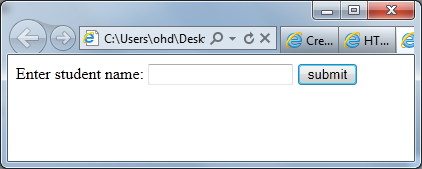 C:\Users\ohd\Desk
Cre...
HT...
Enter student name:
submit